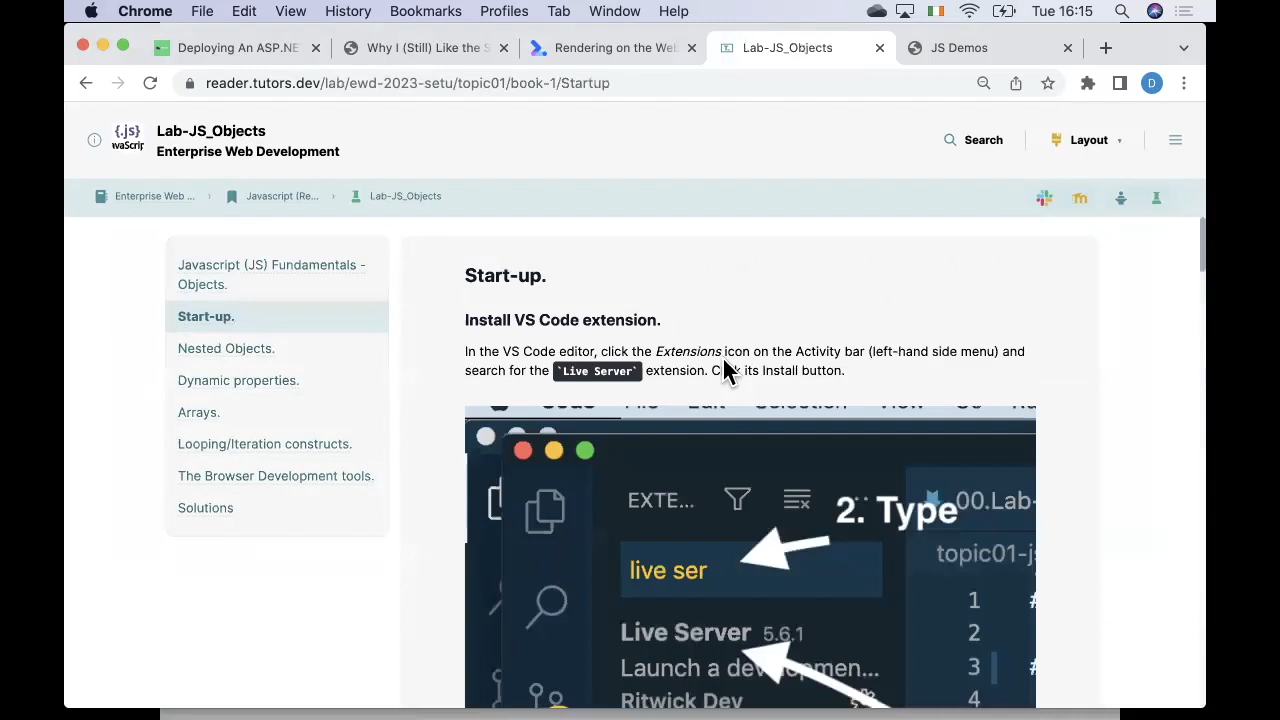 Chrome File Edit View History Bookmarks Profiles Tab Window Help Tue 16:15
Deploying An ASP.NE
Why I (Still) Like the S
Rendering on the Web
Lab-JS_Objects
JS Demos
reader.tutors.dev/lab/ewd-2023-setu/topic01/book-1/Startup
D
{.js}
waScrip
Lab-JS_Objects
Enterprise Web Development
Search
Layout
Enterprise Web ...
Javascript (Re...
Lab-JS_Objects
Javascript (JS) Fundamentals -
Objects.
Start-up.
Nested Objects.
Dynamic properties.
Arrays.
Looping/Iteration constructs.
The Browser Development tools.
Solutions
Start-up.
Install VS Code extension.
In the VS Code editor, click the Extensions icon on the Activity bar (left-hand side menu) and
search for the `Live Server` extension. Click its Install button.
EXTE...
2. Type
00.Lab-
live ser
topic01-j
Live Server 5.6.1
Launch a developmen...
Ritwick Dev
1 #
2
3 #
4